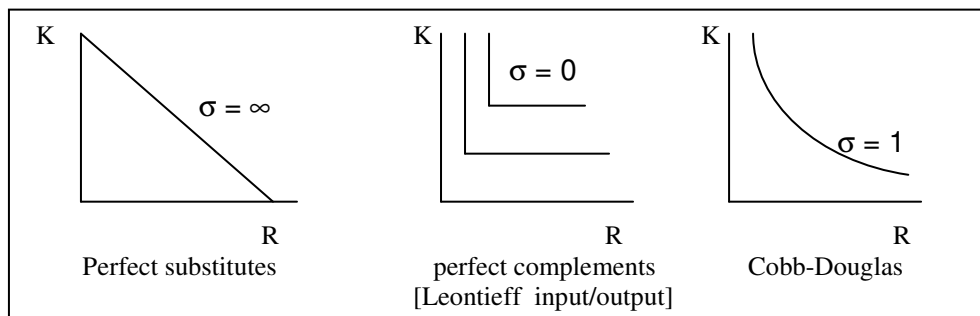 K
σ = ∞
R
Perfect substitutes
K
σ = 0
R
perfect complements
[Leontieff input/output]
K
σ = 1
R
Cobb-Douglas